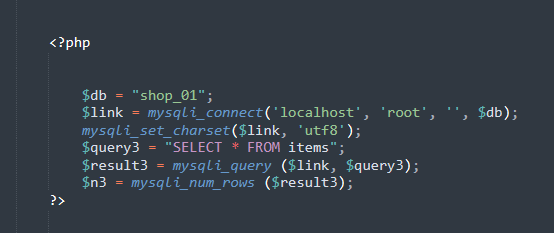 <?php
$db = "shop_01";
$link = mysqli_connect('localhost', 'root', '', $db);
mysqli_set_charset($link, 'utf8');
$query3 = "SELECT * FROM items";
$result3 = mysqli_query ($link, $query3);
$n3 = mysqli_num_rows ($result3);
?>